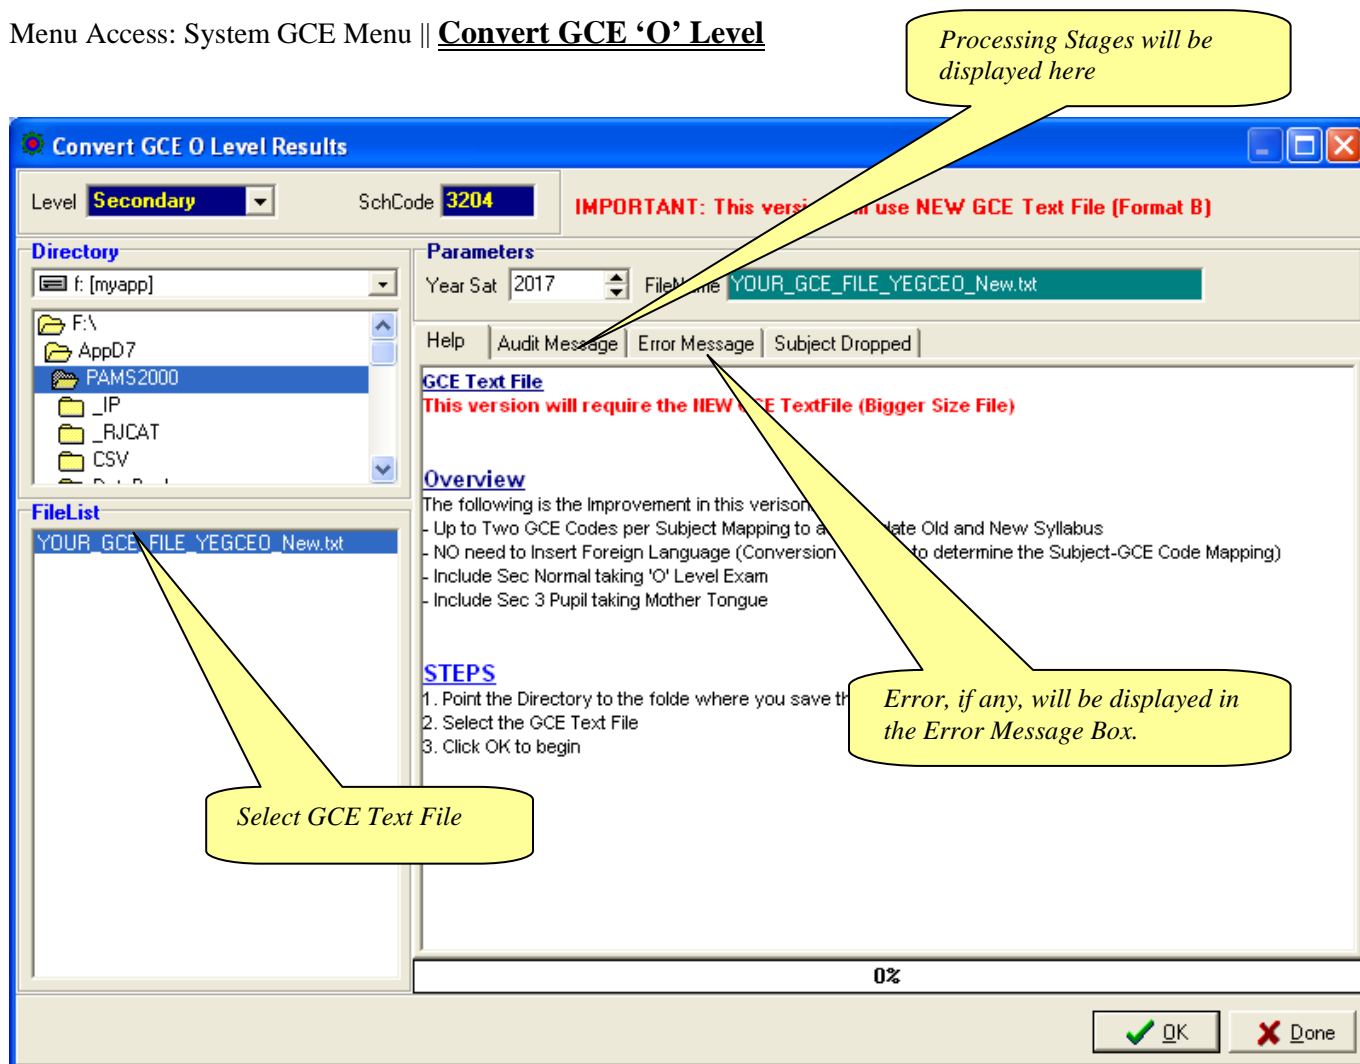 Menu Access: System GCE Menu || Convert GCE ‘O’ Level
Processing Stages will be
displayed here
Convert GCE O Level Results
Level Secondary SchCode 3204 IMPORTANT: This use NEW GCE Text File (Format B)
Directory
f: [myapp]
F:\
AppD7
PAMS2000
_IP
_RJCAT
CSV
FileList
YOUR_GCE_FILE_YEGCEO_New.txt
Parameters
Year Sat 2017 FileName YOUR_GCE_FILE_YEGCEO_New.txt
Help Audit Message Error Message Subject Dropped
GCE Text File
This version will require the NEW GCE TextFile (Bigger Size File)
Overview
The following is the Improvement in this verison
- Up to Two GCE Codes per Subject Mapping to Old and New Syllabus
- NO need to Insert Foreign Language (Conversion to determine the Subject-GCE Code Mapping)
- Include Sec Normal taking 'O' Level Exam
- Include Sec 3 Pupil taking Mother Tongue
STEPS
1. Point the Directory to the folde where you save
2. Select the GCE Text File
3. Click OK to begin
Error, if any, will be displayed in
the Error Message Box.
Select GCE Text File
0%
OK Done